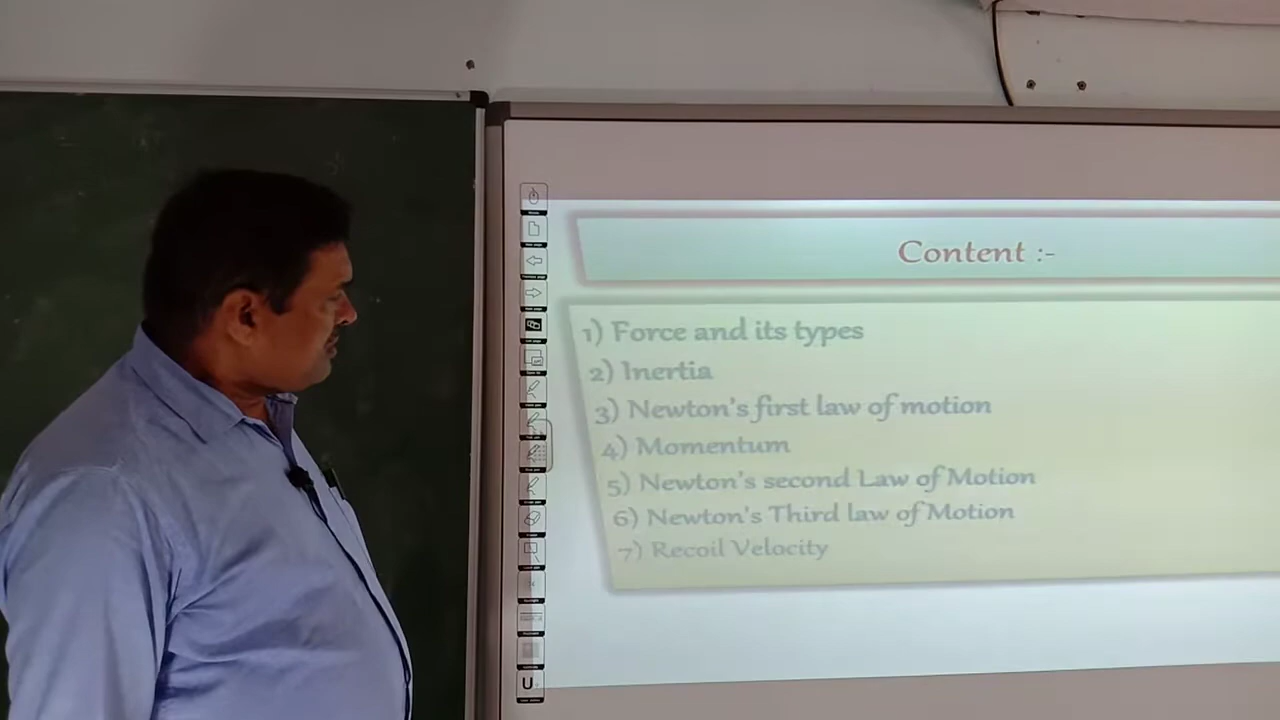 Content :-
1) Force and its types
2) Inertia
3) Newton's first law of motion
4) Momentum
5) Newton's second Law of Motion
6) Newton's Third law of Motion
7) Recoil Velocity
U